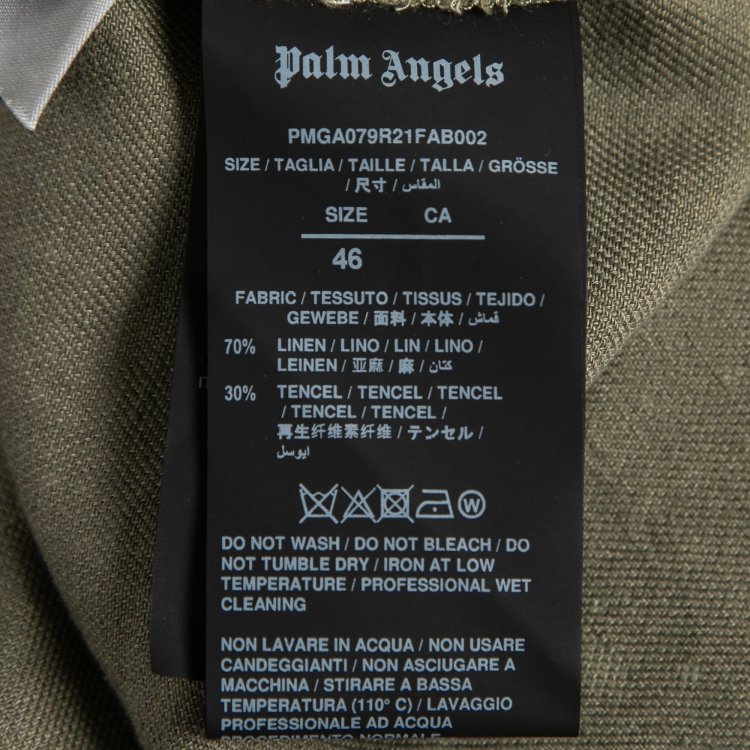 Palm Angels
PMGA079R21FAB002
SIZE / TAGLIA / TAILLE / TALLA / GRÖSSE
/ 尺寸 / المقاس
SIZE CA
46
FABRIC / TESSUTO / TISSUS / TEJIDO /
GEWEBE / 面料 / 本体 / قماش
70% LINEN / LINO / LIN / LINO /
LEINEN / 亚麻 / 麻 / كتان
30% TENCEL / TENCEL / TENCEL
/ TENCEL / TENCEL /
再生纤维素纤维 / テンセル /
ايوسل
W
DO NOT WASH / DO NOT BLEACH / DO
NOT TUMBLE DRY / IRON AT LOW
TEMPERATURE / PROFESSIONAL WET
CLEANING
NON LAVARE IN ACQUA / NON USARE
CANDEGGIANTI / NON ASCIUGARE A
MACCHINA / STIRARE A BASSA
TEMPERATURA (110° C) / LAVAGGIO
PROFESSIONALE AD ACQUA
PROCEDIMENTO NORMALE